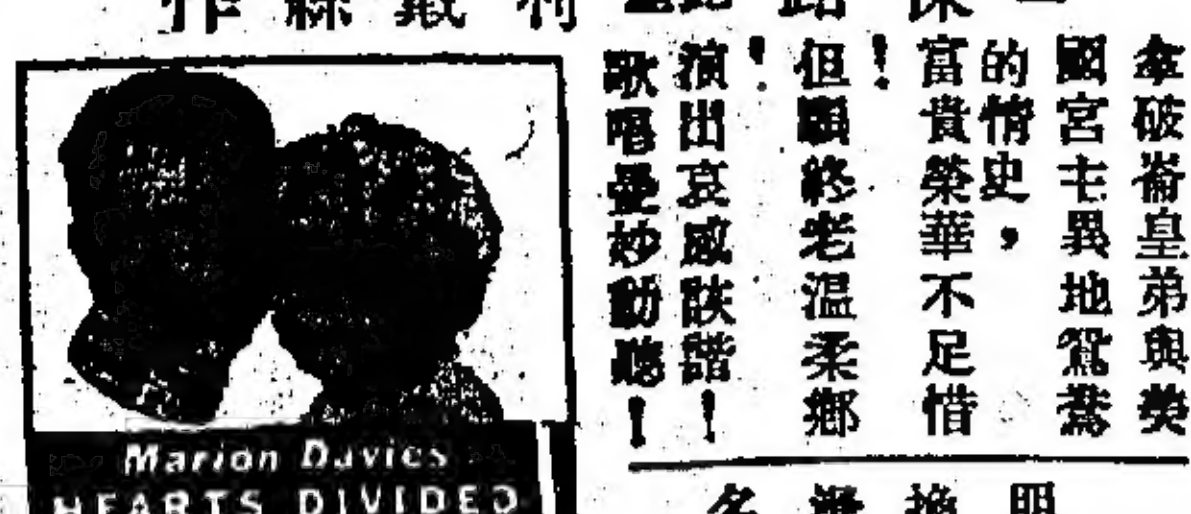 拿破崙皇弟與美
國宮主異地鴛鴦
的情史，
富貴榮華不足惜
！
但願終老温柔鄉
！
演出哀感詼諧！
歌唱曼妙動聽！
Marion Davies
HEARTS DIVIDED